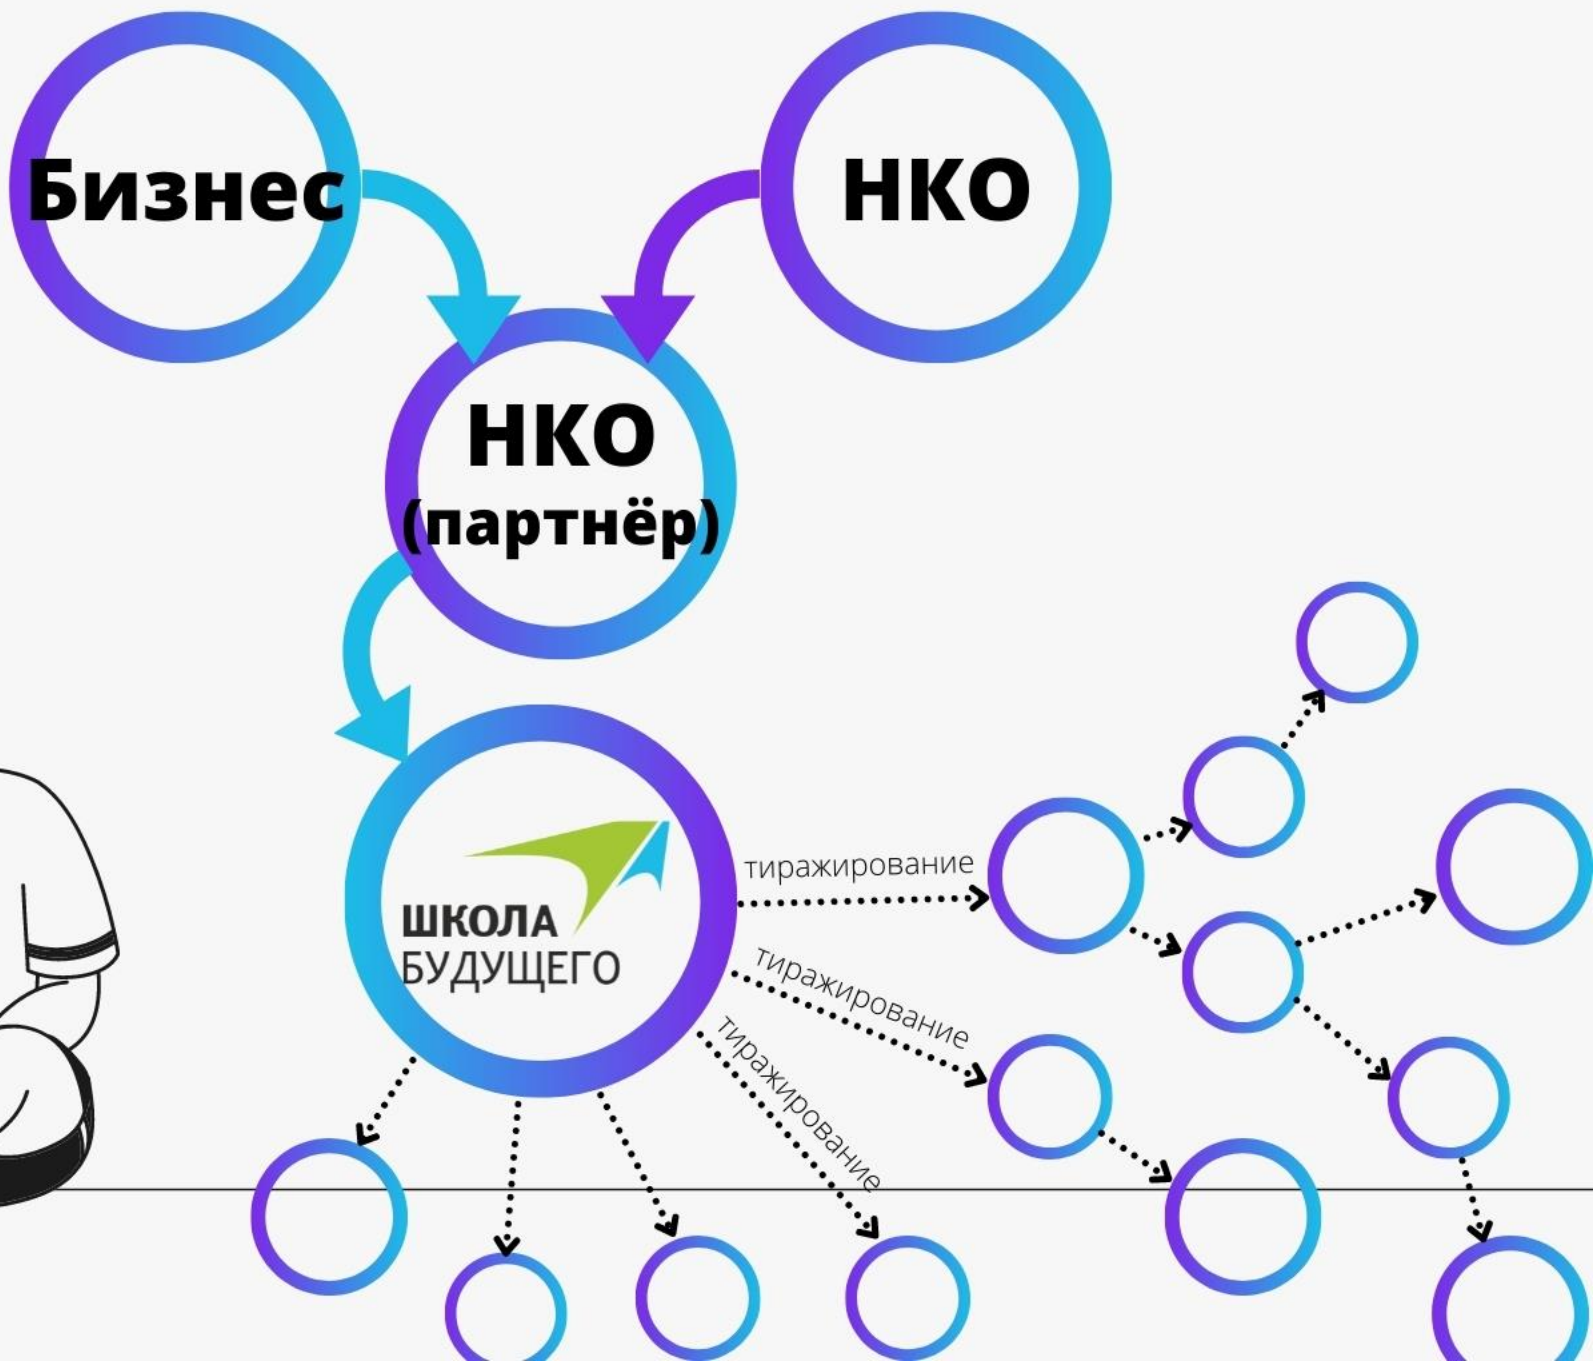 Бизнес
НКО
НКО
(партнёр)
ШКОЛА
БУДУЩЕГО
тиражирование
тиражирование
тиражирование